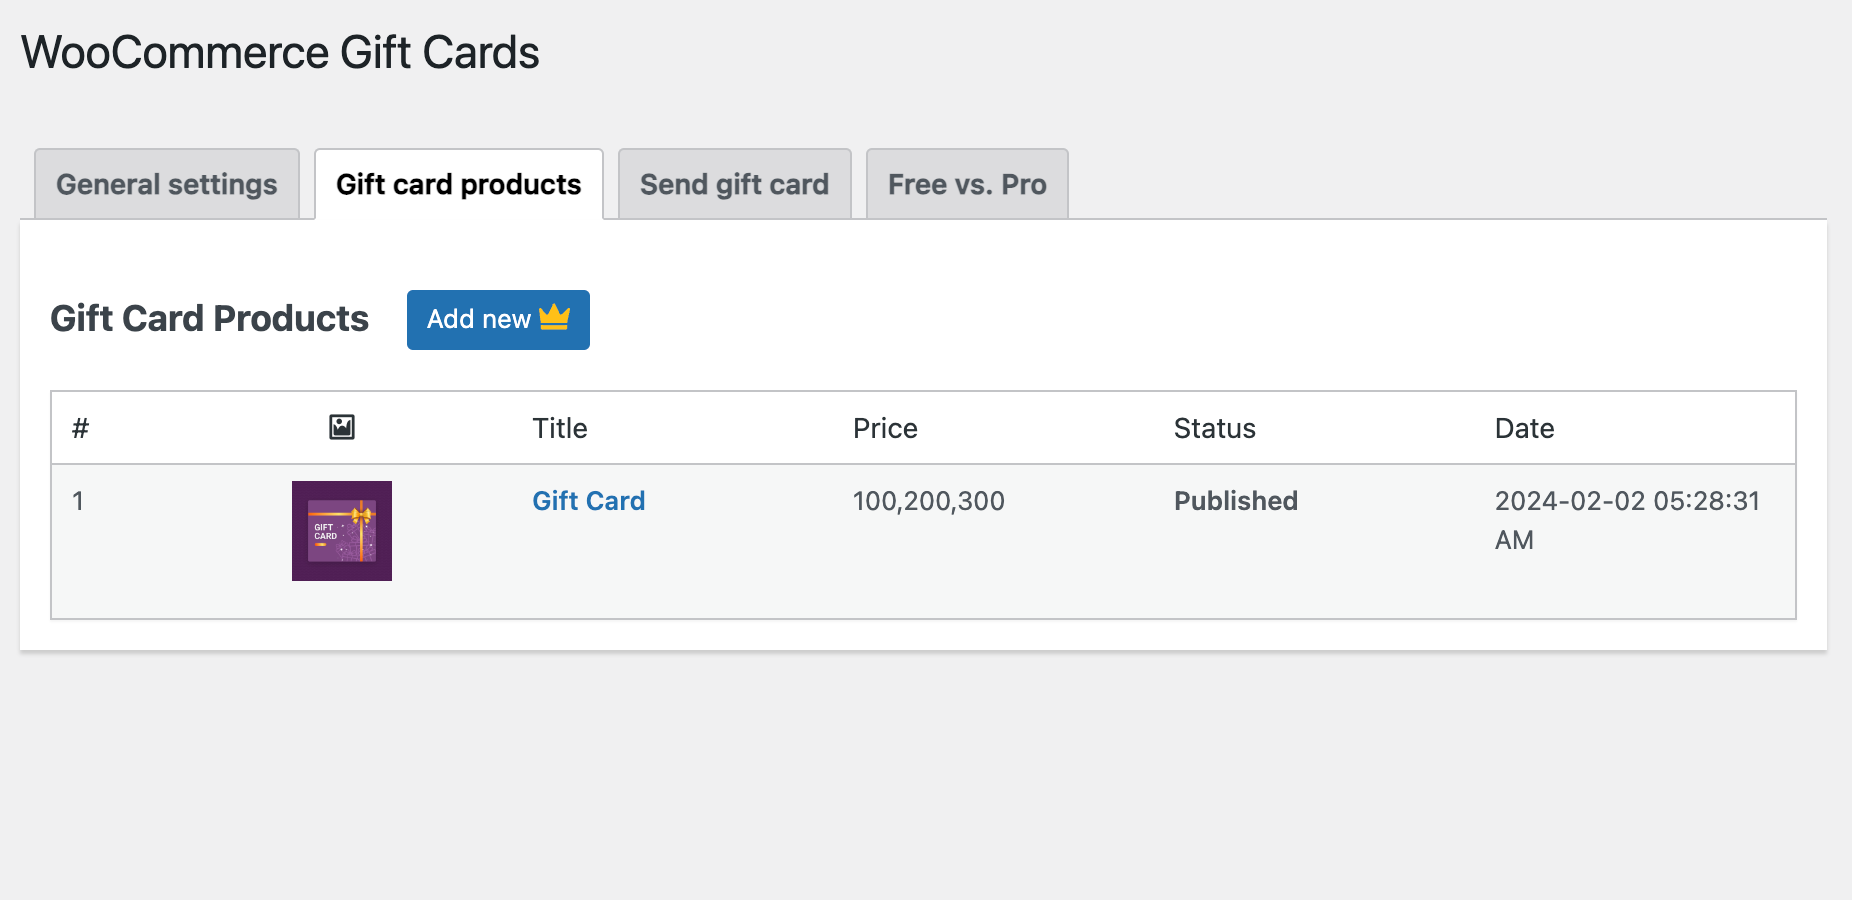 WooCommerce Gift Cards
General settings Gift card products Send gift card Free vs. Pro
Gift Card Products Add new
# Title Price Status Date
1 Gift Card 100,200,300 Published 2024-02-02 05:28:31
AM
GIFT
CARD